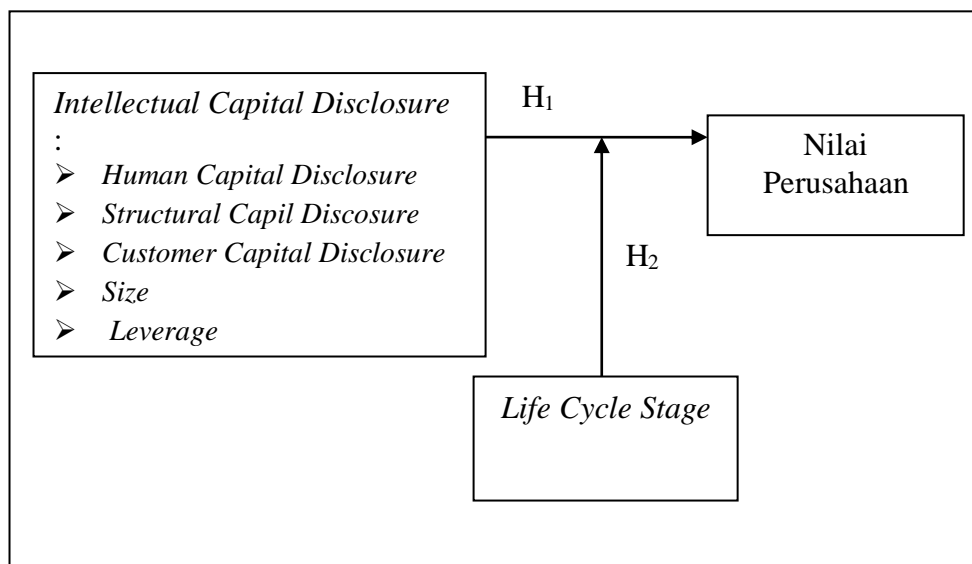 Intellectual Capital Disclosure
:
➢ Human Capital Disclosure
➢ Structural Capil Discosure
➢ Customer Capital Disclosure
➢ Size
➢ Leverage
H₁
Nilai
Perusahaan
H₂
Life Cycle Stage